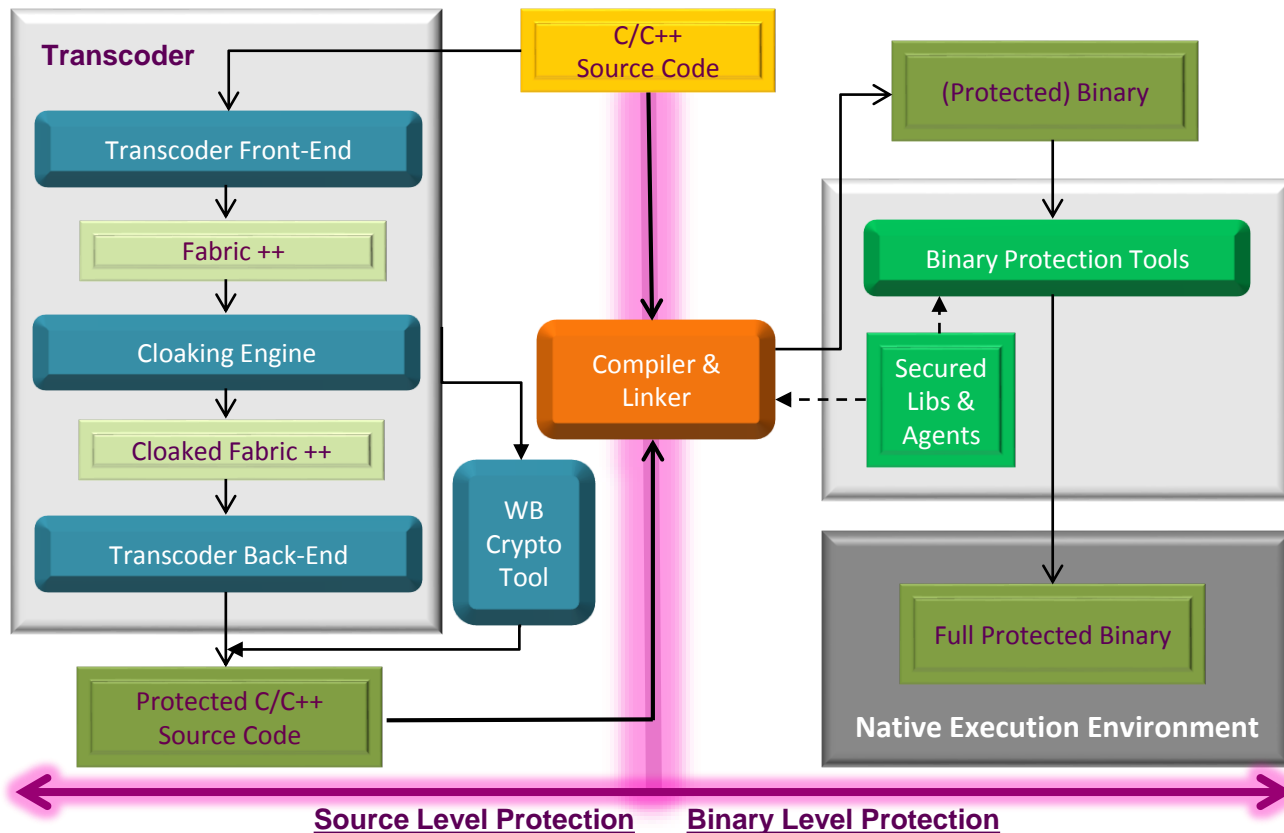 Transcoder
C/C++
Source Code
(Protected) Binary
Transcoder Front-End
Fabric ++
Binary Protection Tools
Cloaking Engine
Compiler &
Linker
Secured
Libs &
Agents
Cloaked Fabric ++
WB
Crypto
Tool
Transcoder Back-End
Full Protected Binary
Protected C/C++
Source Code
Native Execution Environment
Source Level Protection
Binary Level Protection